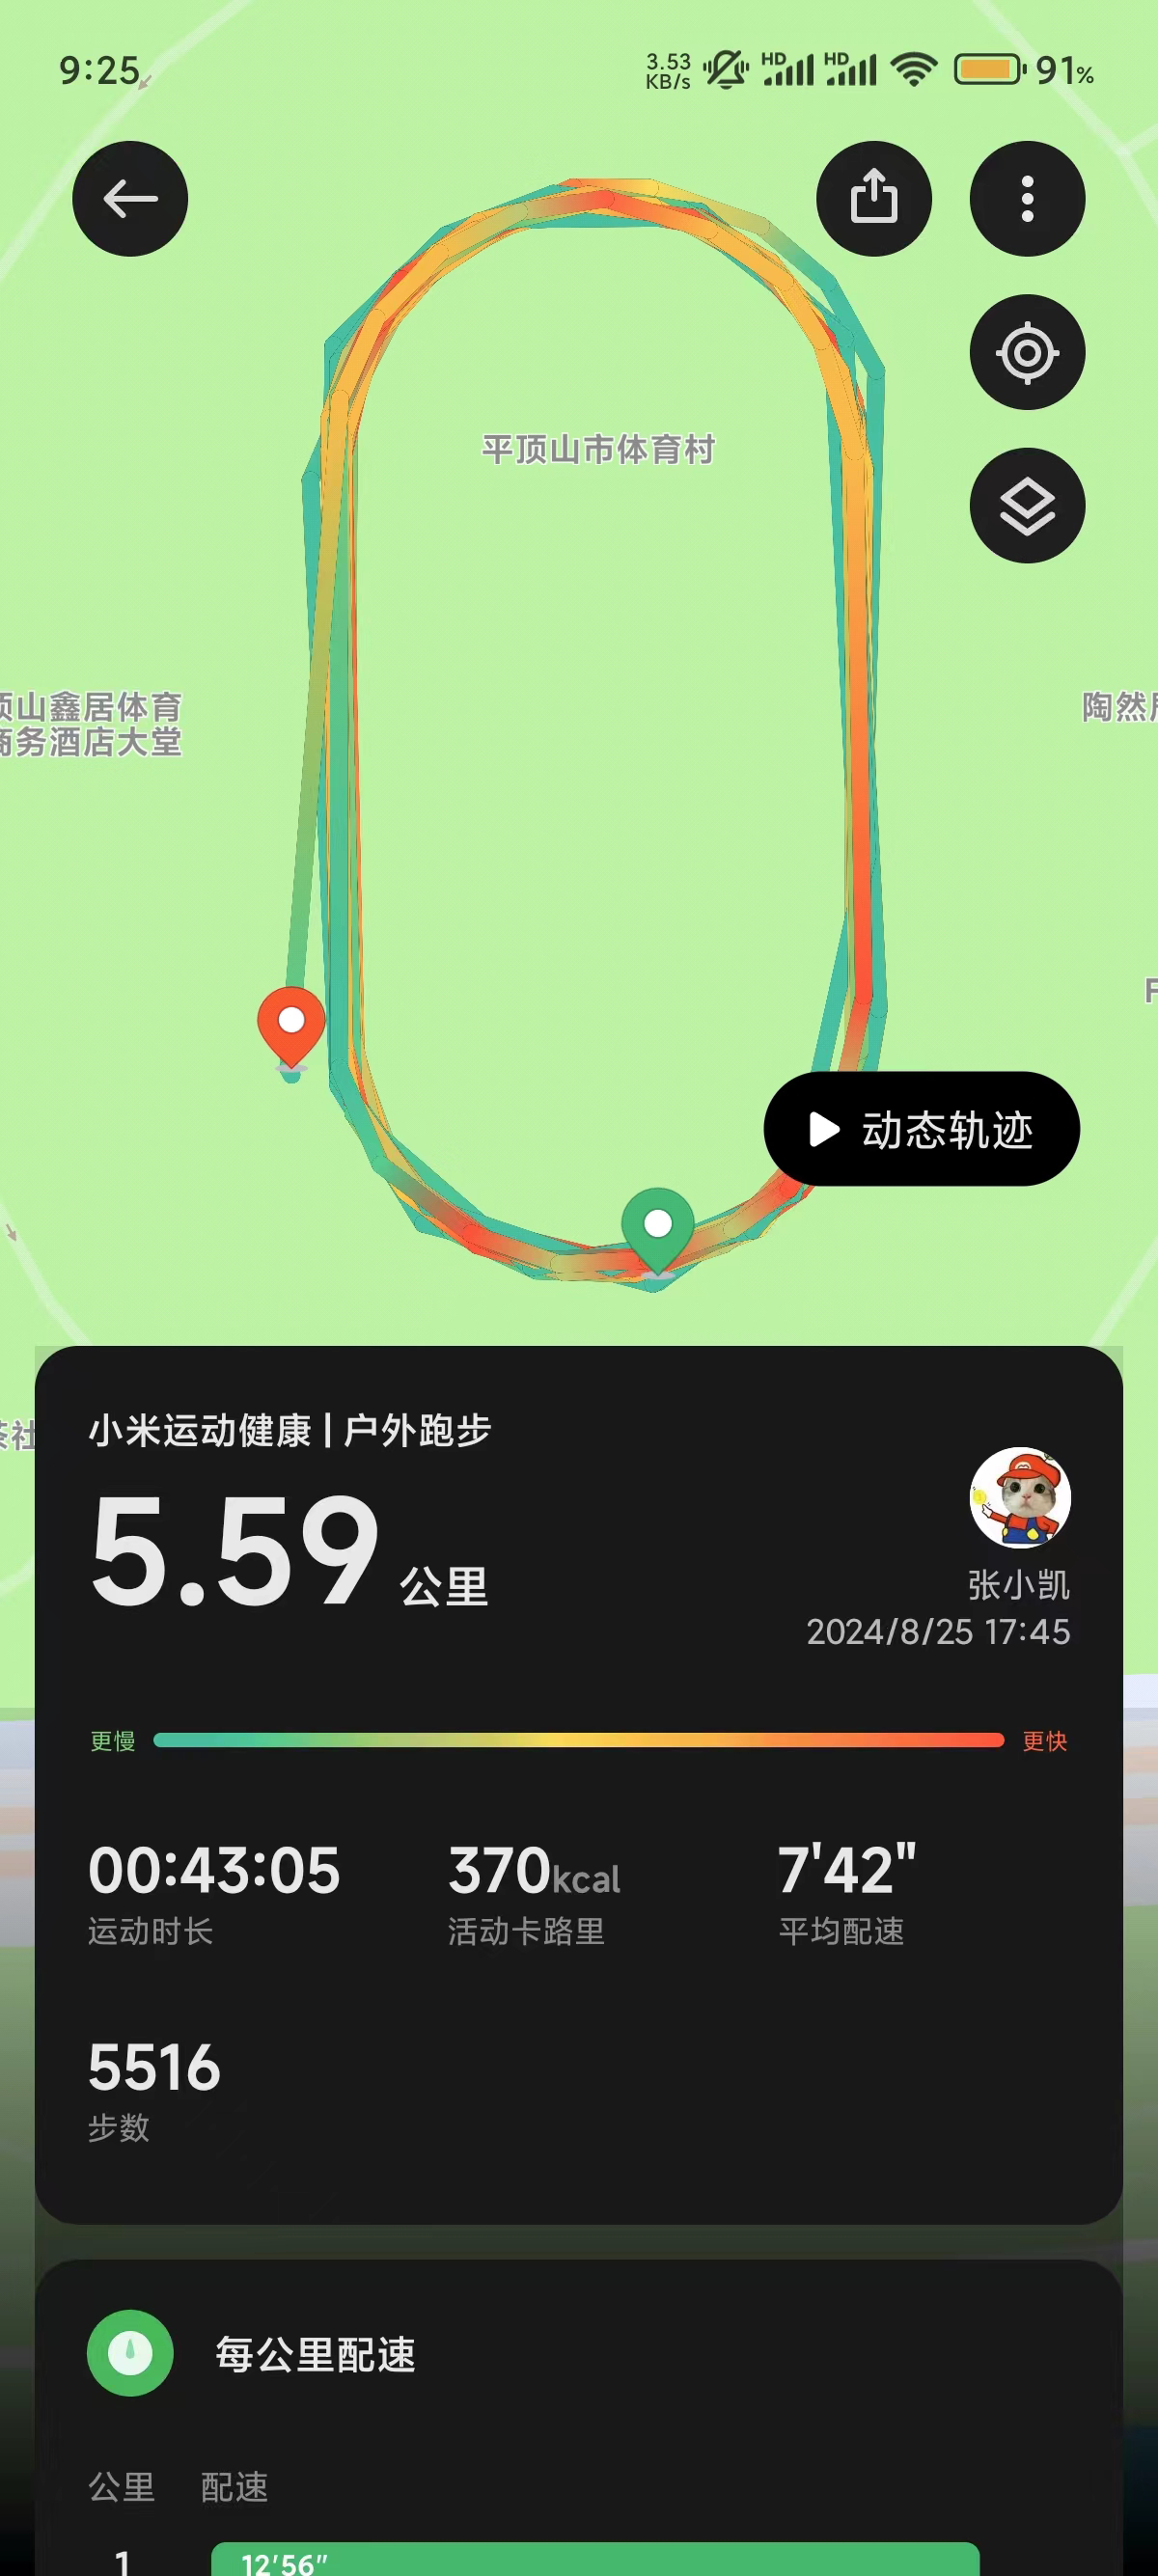 9:25
3.53
KB/s
HD
HD
91%
平顶山市体育村
顶山鑫居体育
商务酒店大堂
陶然
动态轨迹
小米运动健康 | 户外跑步
5.59 公里
张小凯
2024/8/25 17:45
更慢
更快
00:43:05
运动时长
370kcal
活动卡路里
7'42"
平均配速
5516
步数
每公里配速
公里 配速
1 12'56"